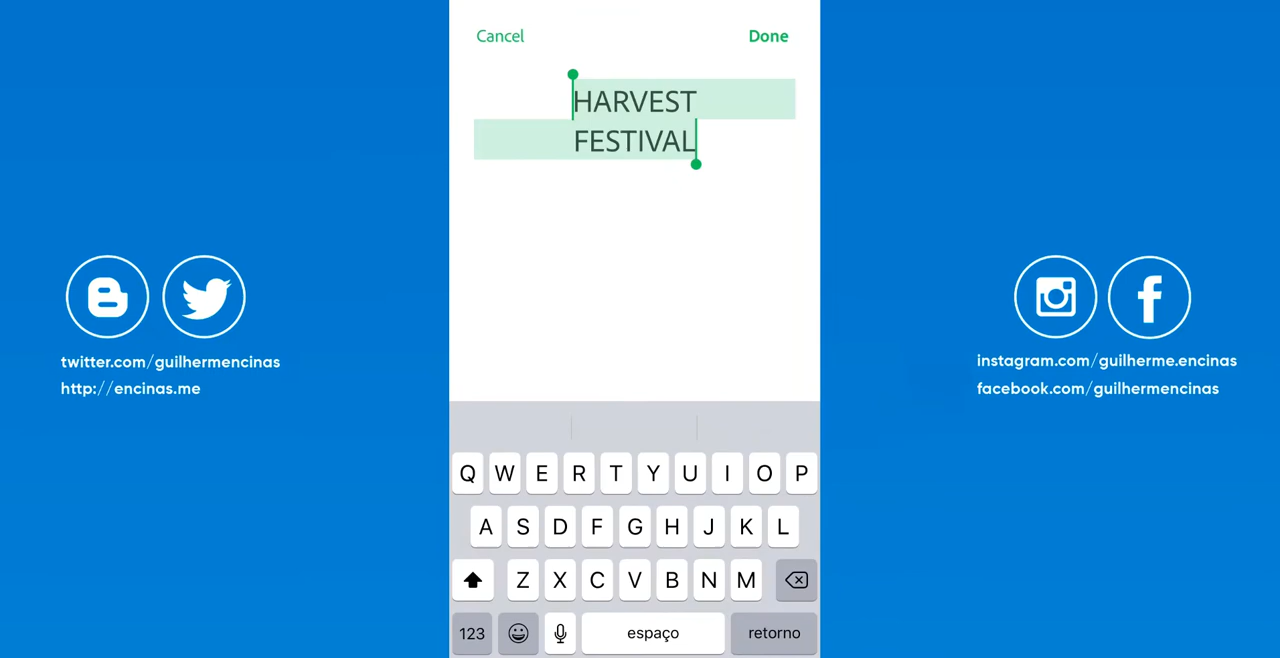 Cancel
Done
HARVEST
FESTIVAL
twitter.com/guilhermencinas
http://encinas.me
instagram.com/guilherme.encinas
facebook.com/guilhermencinas
Q W E R T Y U I O P
A S D F G H J K L
Z X C V B N M
123 espaço retorno